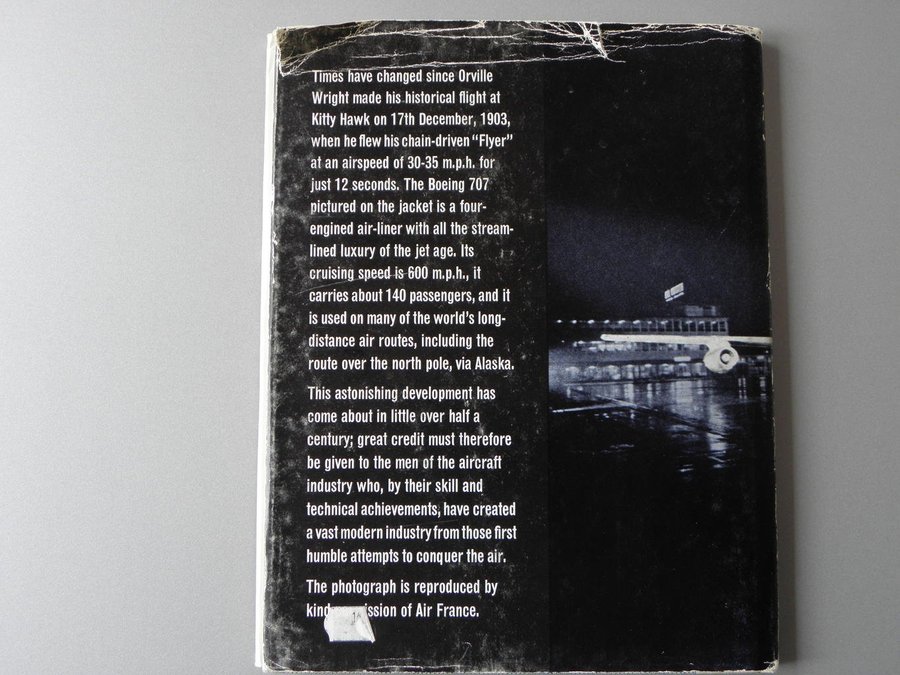 Times have changed since Orville
Wright made his historical flight at
Kitty Hawk on 17th December, 1903,
when he flew his chain-driven “Flyer”
at an airspeed of 30-35 m.p.h. for
just 12 seconds. The Boeing 707
pictured on the jacket is a four-
engined air-liner with all the stream-
lined luxury of the jet age. Its
cruising speed is 600 m.p.h., it
carries about 140 passengers, and it
is used on many of the world’s long-
distance air routes, including the
route over the north pole, via Alaska.
This astonishing development has
come about in little over half a
century; great credit must therefore
be given to the men of the aircraft
industry who, by their skill and
technical achievements, have created
a vast modern industry from those first
humble attempts to conquer the air.
The photograph is reproduced by
kind ission of Air France.